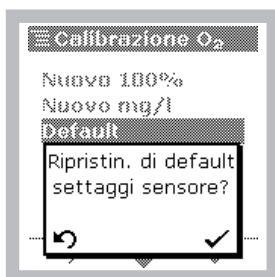 Calibrazione O₂
Nuovo 100%
Nuovo mg/l
Default
Ripristin. di default
settaggi sensore?